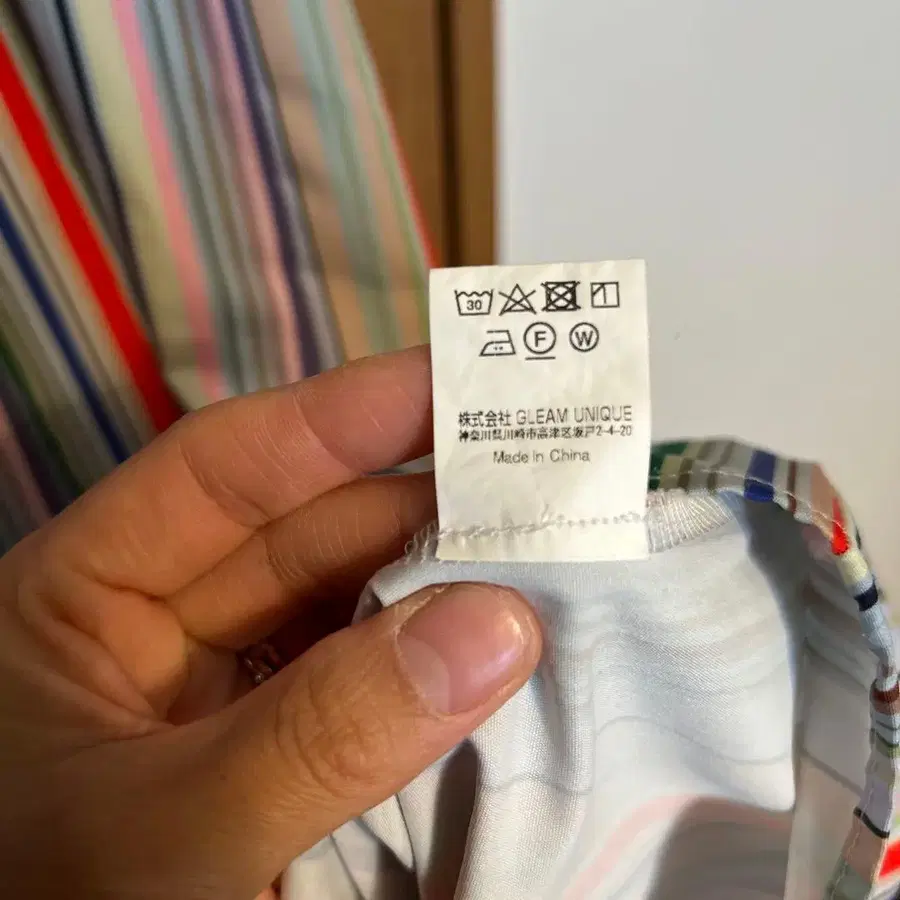 30
F W
株式会社 GLEAM UNIQUE
神奈川県川崎市高津区坂戸2-4-20
Made in China